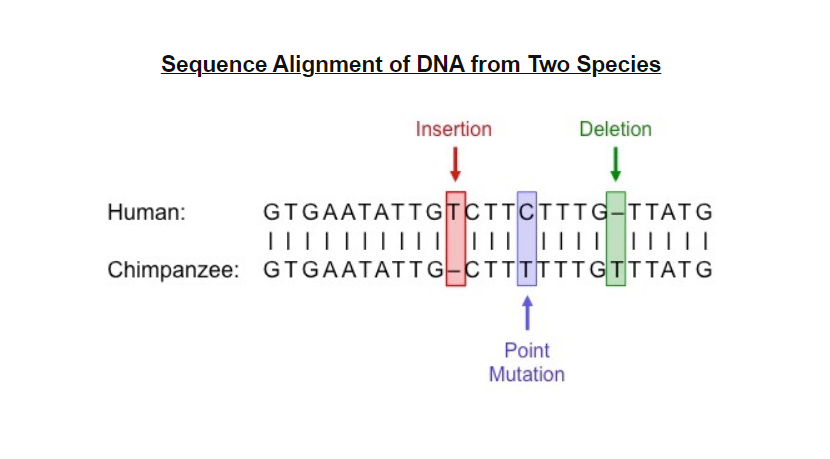 Sequence Alignment of DNA from Two Species
Insertion Deletion
Human: GTGAATATTGTCTTCTTTG–TTATG
Chimpanzee: GTGAATATTG–CTTTTTTGTTTATG
Point
Mutation